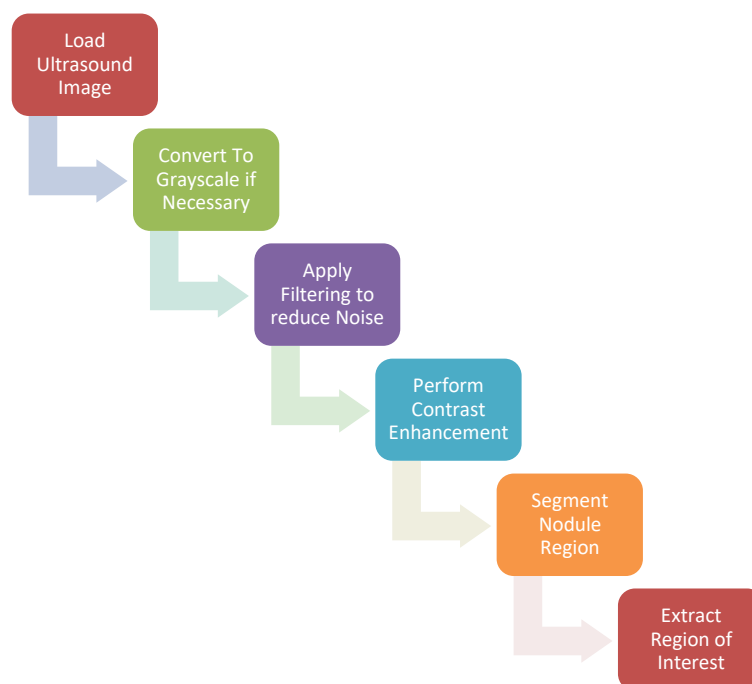 Load
Ultrasound
Image
Convert To
Grayscale if
Necessary
Apply
Filtering to
reduce Noise
Perform
Contrast
Enhancement
Segment
Nodule
Region
Extract
Region of
Interest